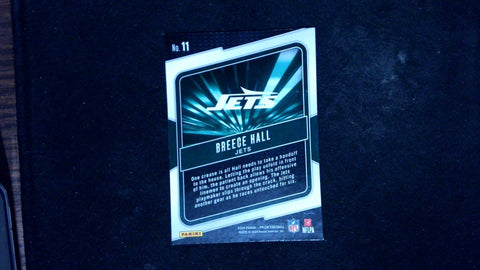 No. 11
JETS
BREECE HALL
JETS
One crease is all Hall needs to take a handoff
to the house. Letting the play unfold in front
of him, the patient back allows his offensive
linemen to create an opening. The Jets
playmaker slips through the crack, hitting
another gear as he races untouched for six.
PANINI
NFL
NFLPA